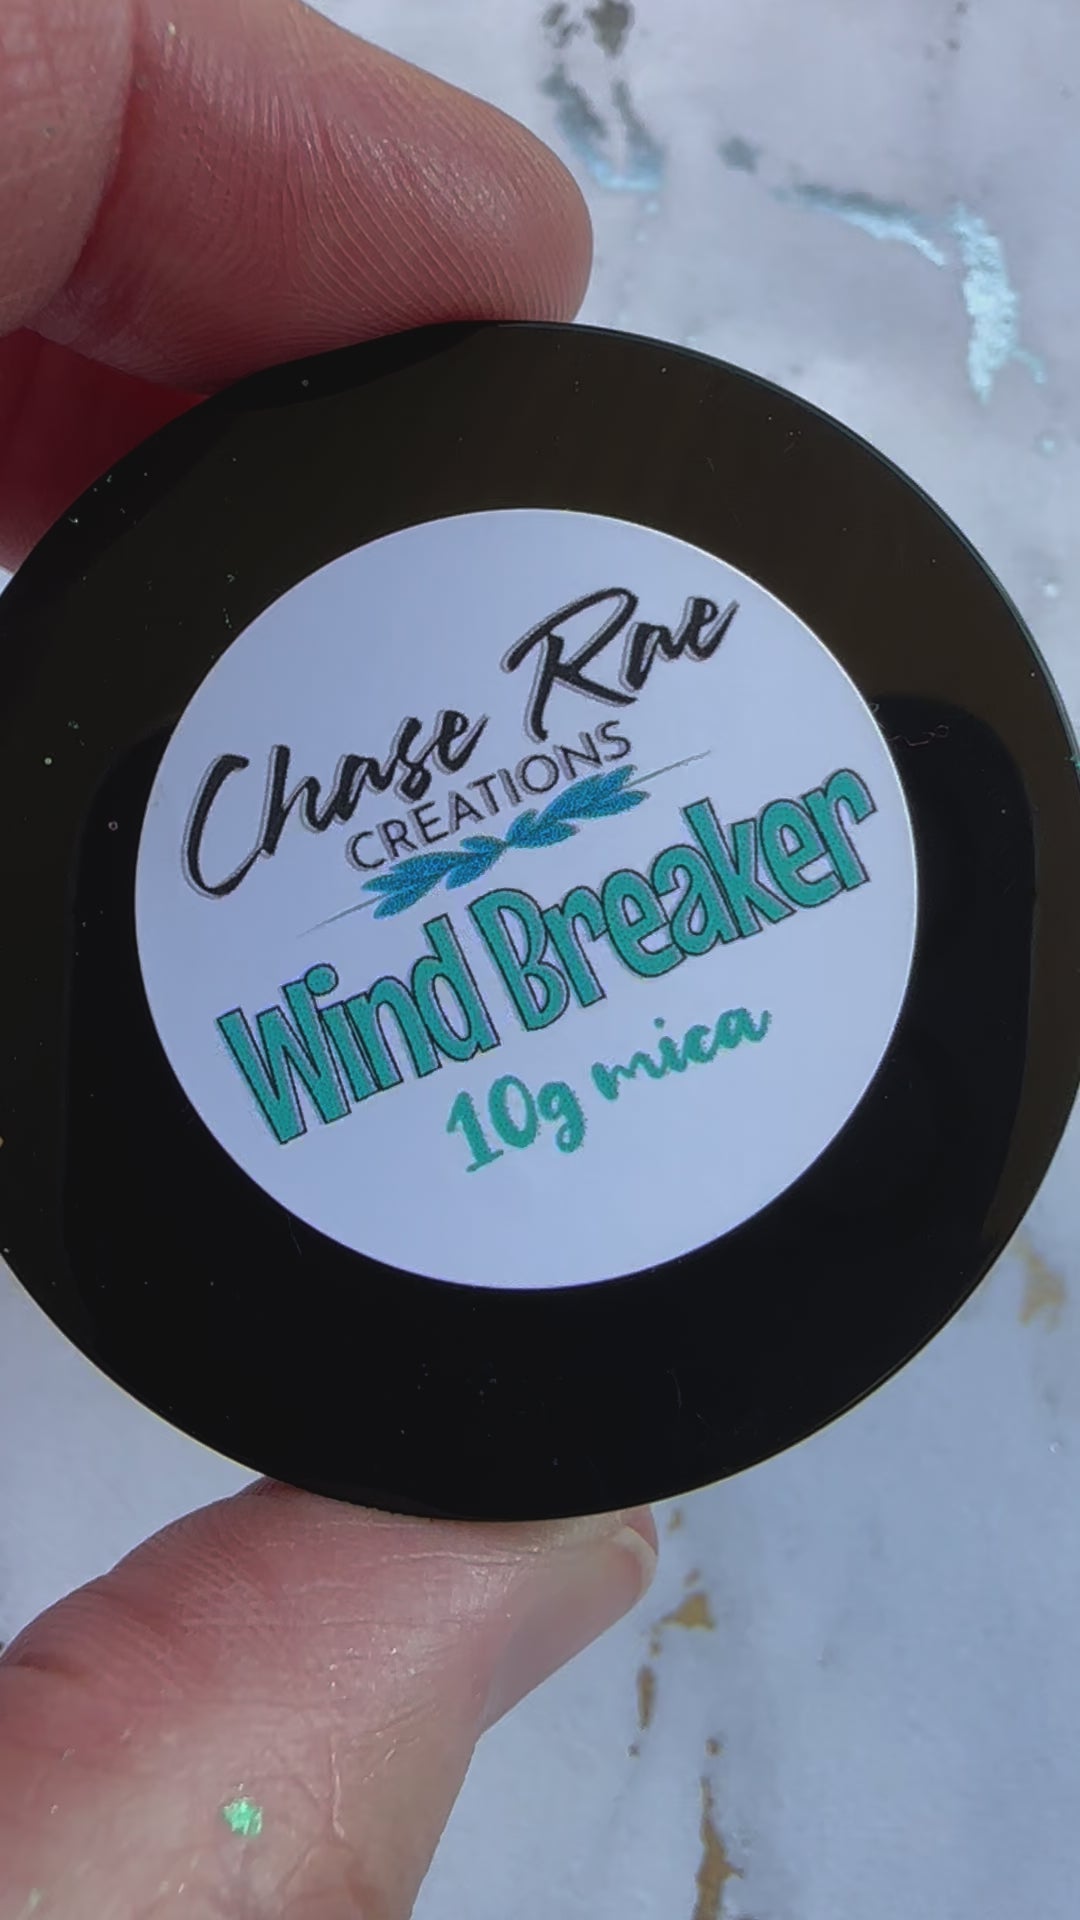 Chase Rae
CREATIONS
Wind Breaker
10g mica